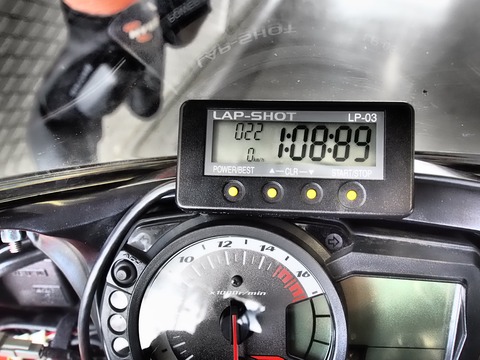 LAP-SHOT
LAP-SHOT LP-03
022 1:08:89
0 km/h
POWER/BEST ▲—CLR—▼ START/STOP
10 12 14 16
x1000r/min